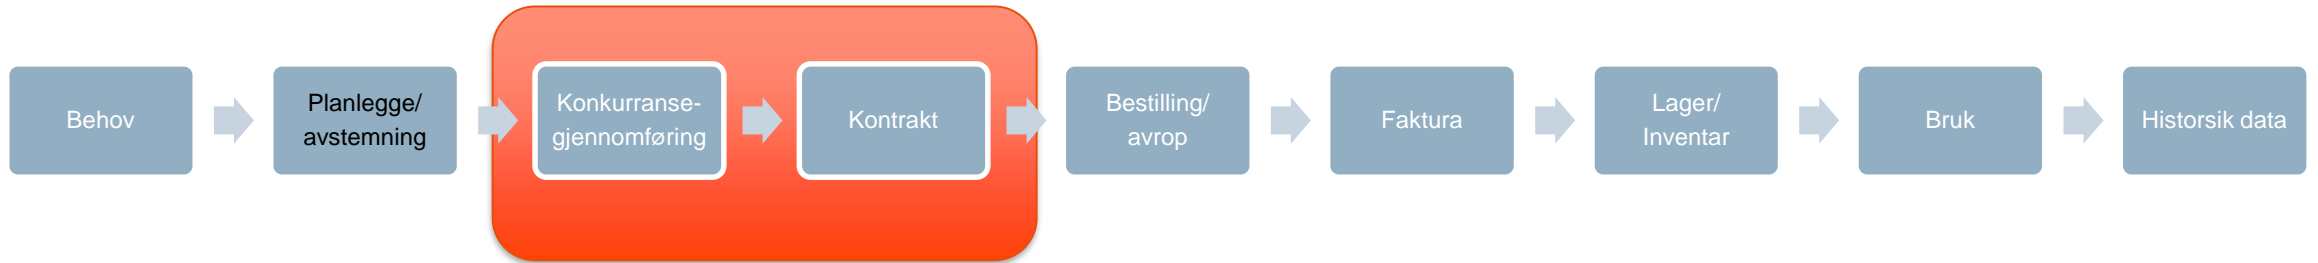 Behov
Planlegge/
avstemning
Konkurranse-
gjennomføring
Kontrakt
Bestilling/
avrop
Faktura
Lager/
Inventar
Bruk
Historsik data